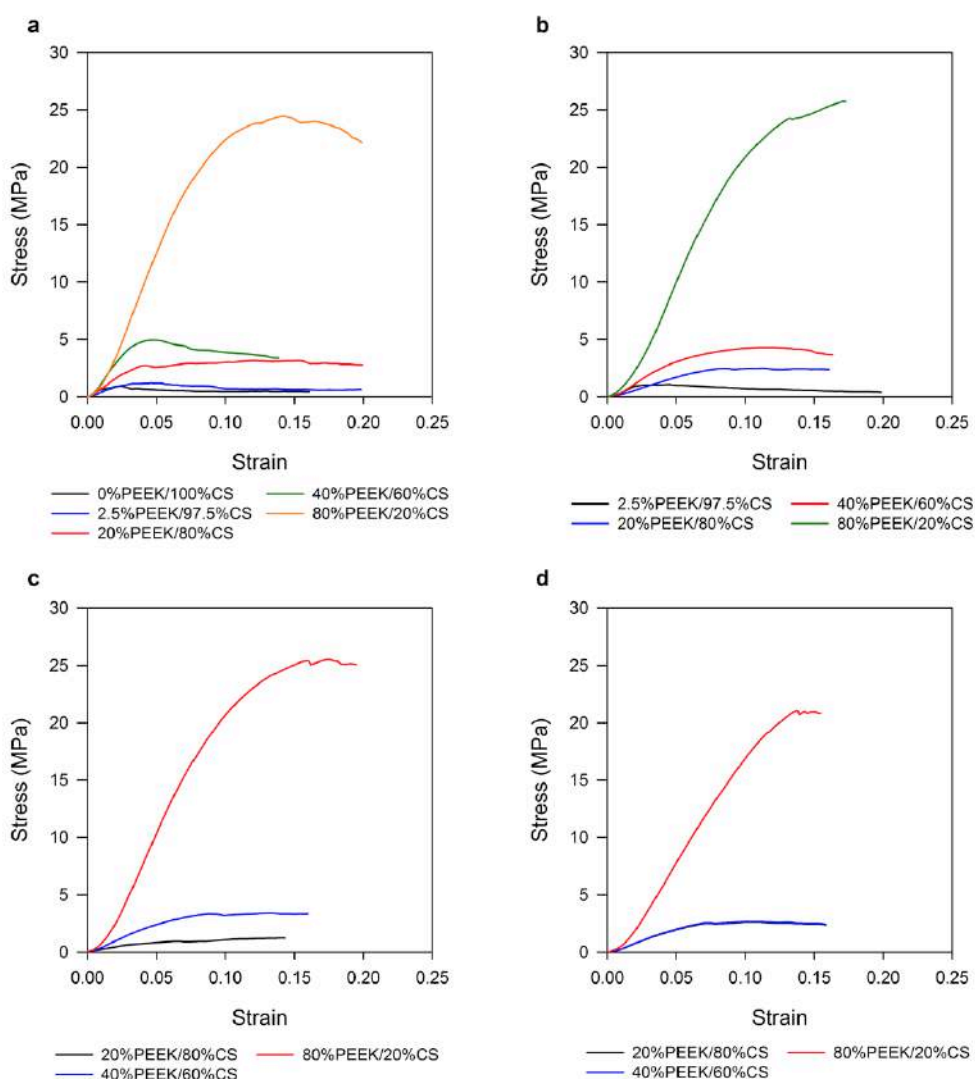 a
30
25
20
15
10
5
0
Stress (MPa)
0.00 0.05 0.10 0.15 0.20 0.25
Strain
0%PEEK/100%CS 40%PEEK/60%CS
2.5%PEEK/97.5%CS 80%PEEK/20%CS
20%PEEK/80%CS
b
30
25
20
15
10
5
0
Stress (MPa)
0.00 0.05 0.10 0.15 0.20 0.25
Strain
2.5%PEEK/97.5%CS 40%PEEK/60%CS
20%PEEK/80%CS 80%PEEK/20%CS
c
30
25
20
15
10
5
0
Stress (MPa)
0.00 0.05 0.10 0.15 0.20 0.25
Strain
20%PEEK/80%CS 80%PEEK/20%CS
40%PEEK/60%CS
d
30
25
20
15
10
5
0
Stress (MPa)
0.00 0.05 0.10 0.15 0.20 0.25
Strain
20%PEEK/80%CS 80%PEEK/20%CS
40%PEEK/60%CS